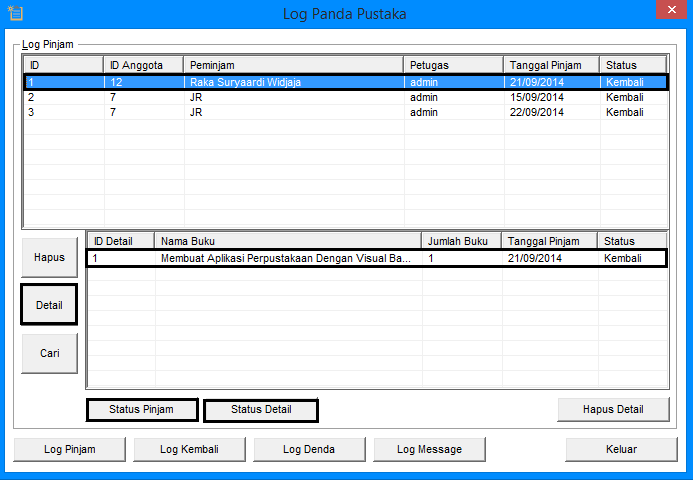 Log Panda Pustaka
Log Pinjam
ID ID Anggota Peminjam Petugas Tanggal Pinjam Status
1 12 Raka Suryaardi Widjaja admin 21/09/2014 Kembali
2 7 JR admin 15/09/2014 Kembali
3 7 JR admin 22/09/2014 Kembali
ID Detail Nama Buku Jumlah Buku Tanggal Pinjam Status
1 Membuat Aplikasi Perpustakaan Dengan Visual Ba... 1 21/09/2014 Kembali
Hapus
Detail
Cari
Status Pinjam Status Detail Hapus Detail
Log Pinjam Log Kembali Log Denda Log Message Keluar